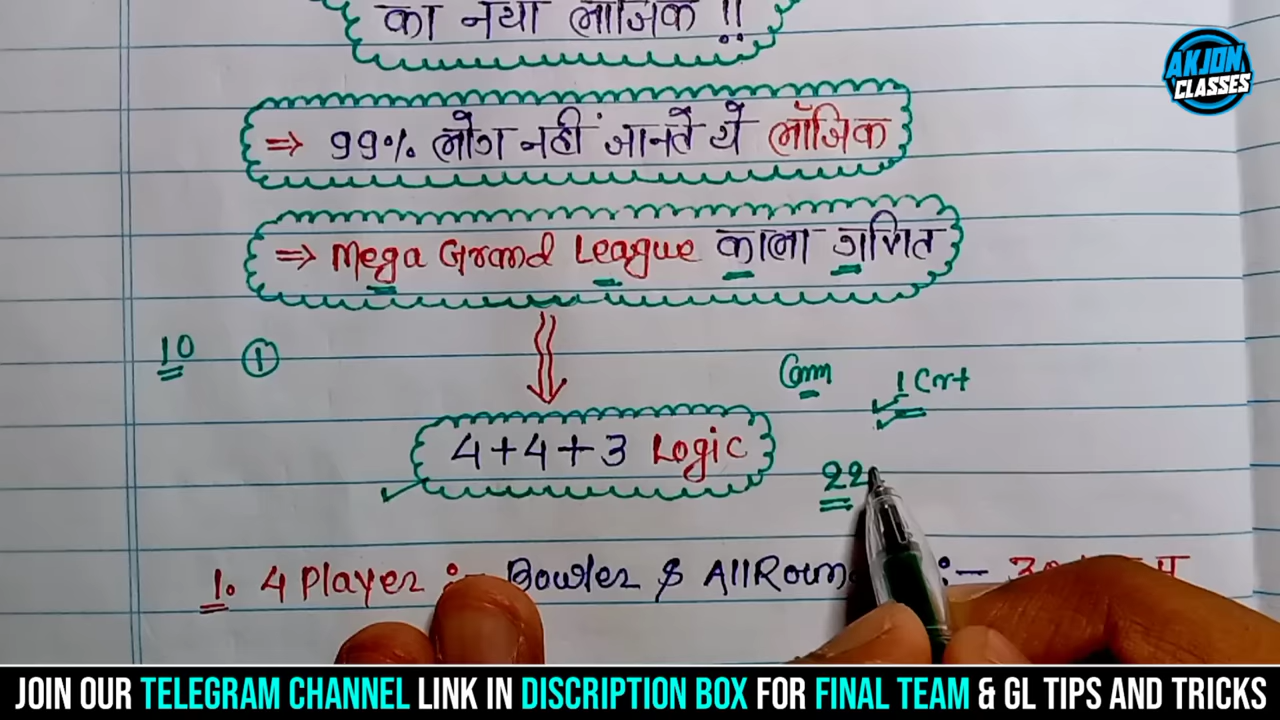 का नया लॉजिक !!
AKJON
CLASSES
⇒ 99% लोग नहीं जानते ये लॉजिक
⇒ Mega Grand League काला गणित
10 ①
Com
1 Crt
4+4+3 Logic
22
1. 4 Player :- Bowler & AllRoun :-
JOIN OUR TELEGRAM CHANNEL LINK IN DISCRIPTION BOX FOR FINAL TEAM & GL TIPS AND TRICKS